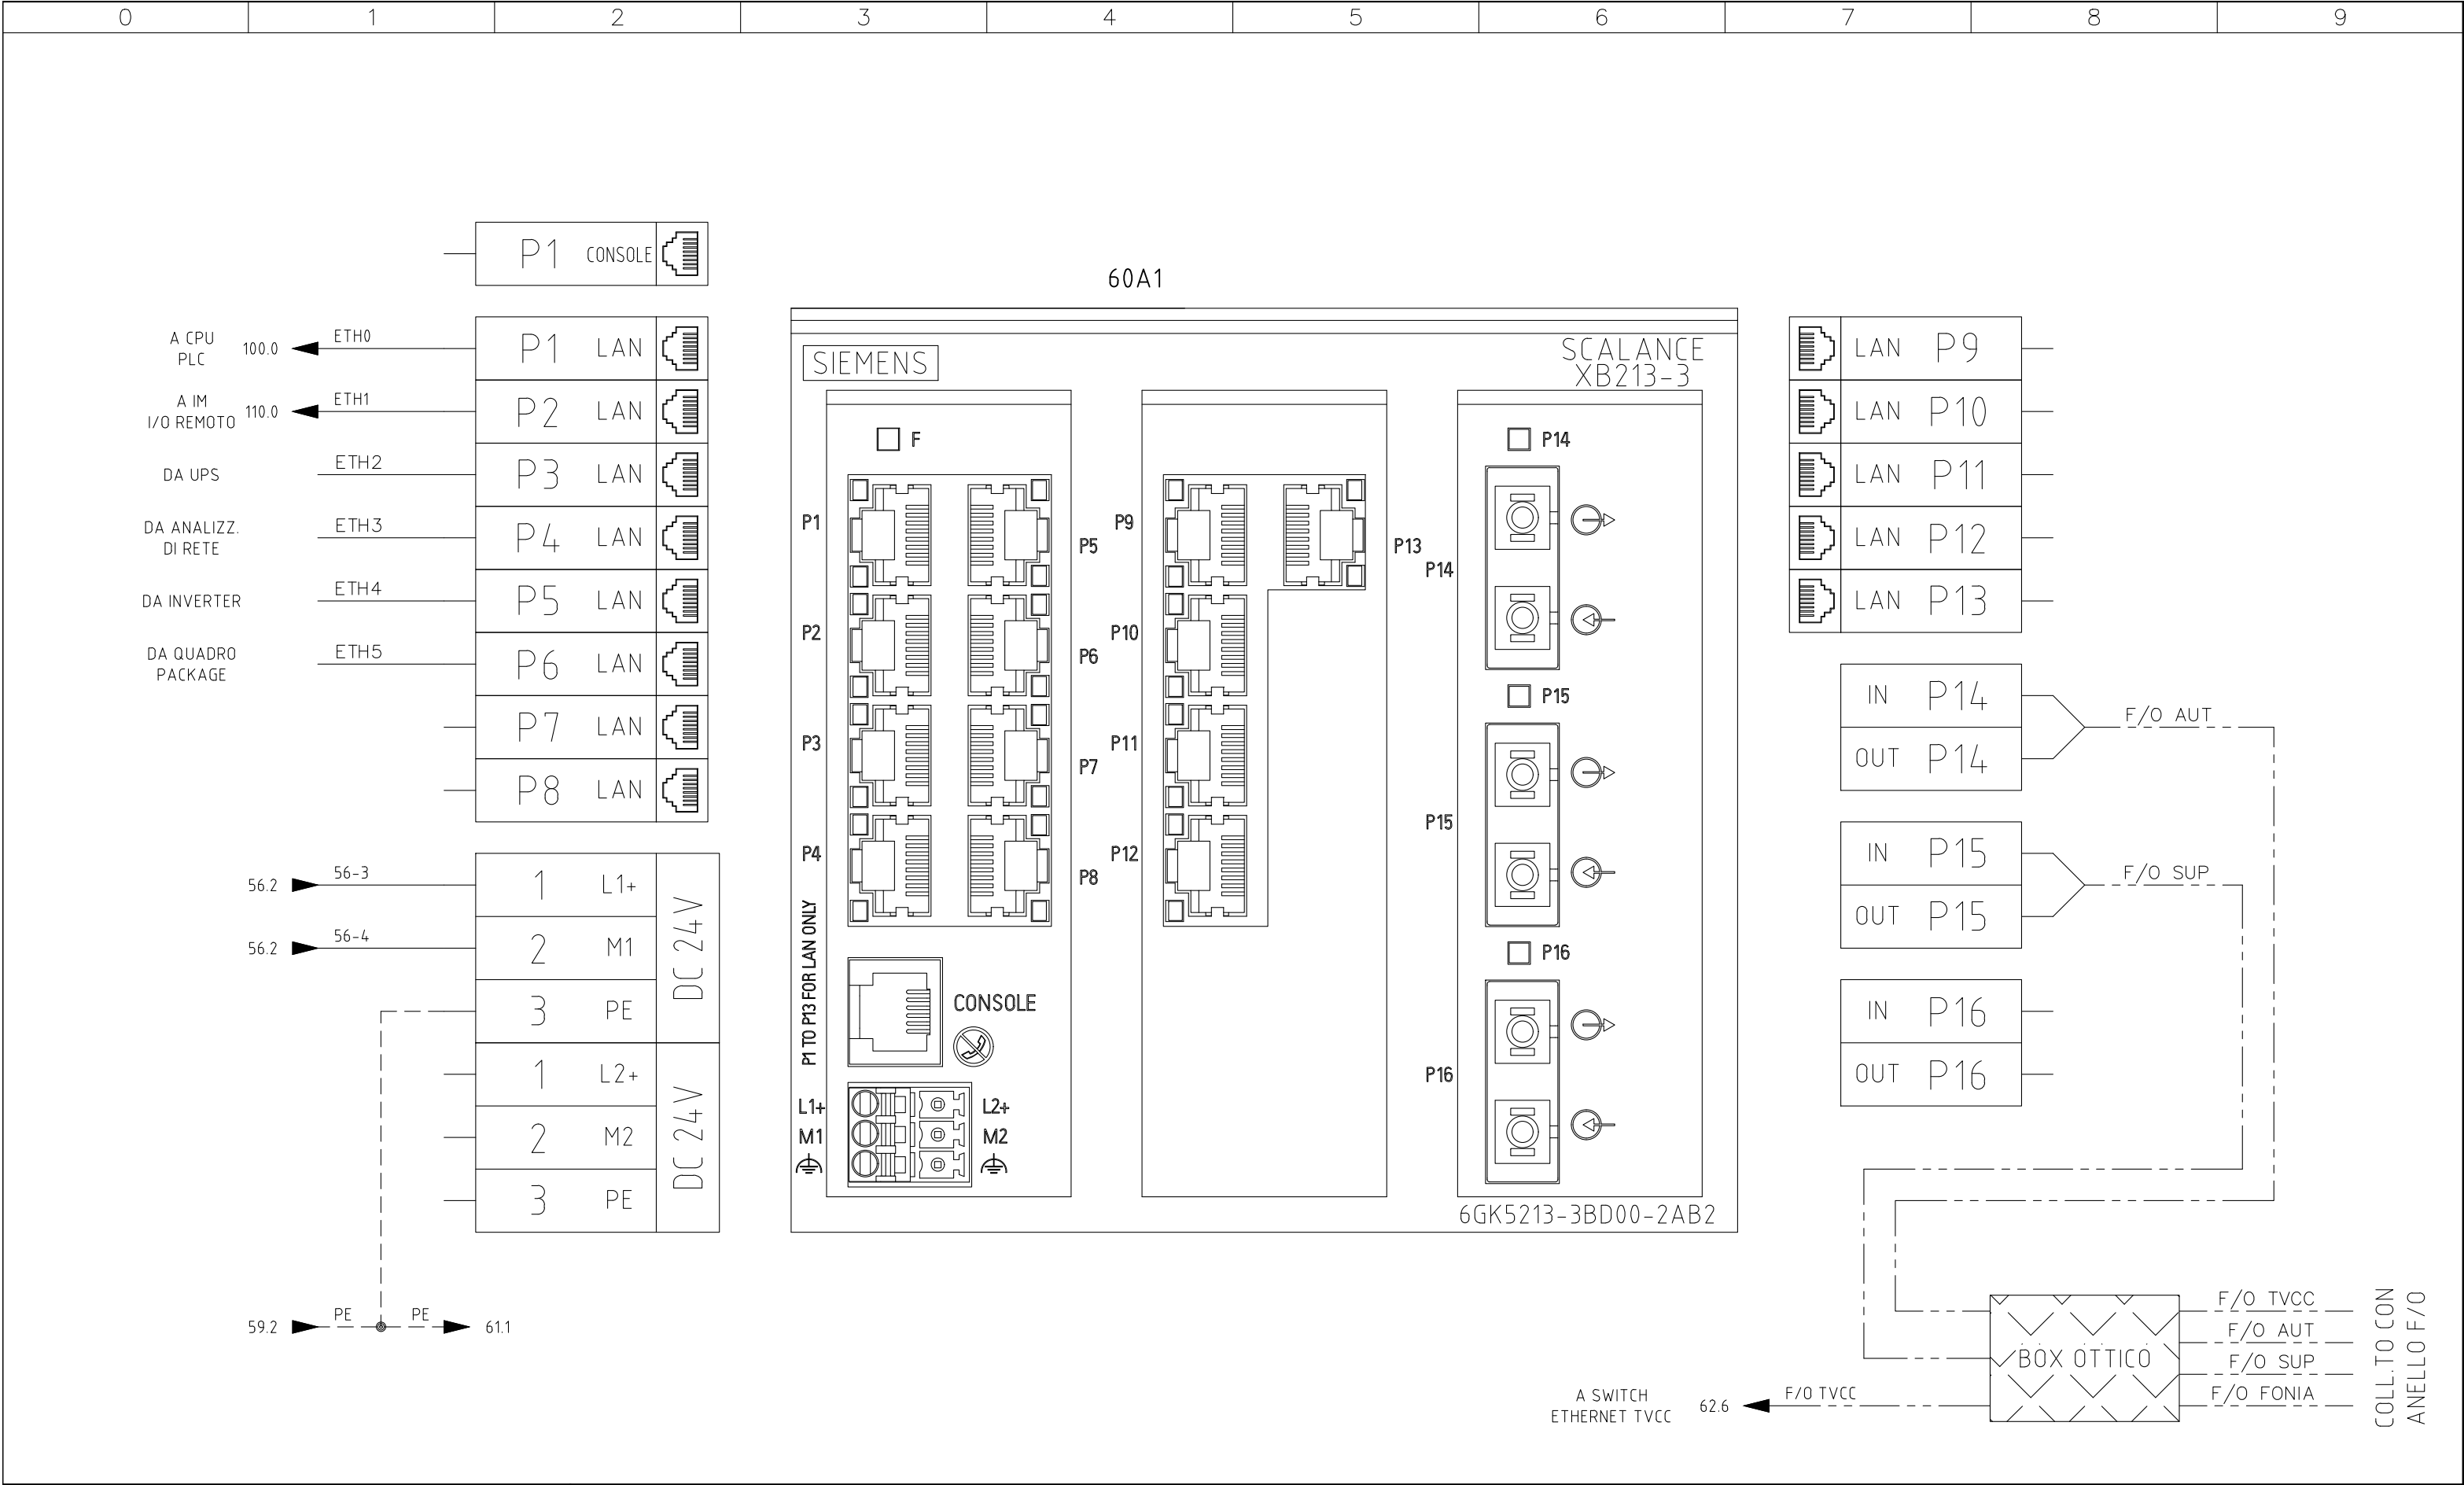 0 1 2 3 4 5 6 7 8 9
P1 CONSOLE
60A1
A CPU
PLC
100.0
ETH0
P1 LAN
A IM
I/O REMOTO
110.0
ETH1
P2 LAN
DA UPS
ETH2
P3 LAN
DA ANALIZZ.
DI RETE
ETH3
P4 LAN
DA INVERTER
ETH4
P5 LAN
DA QUADRO
PACKAGE
ETH5
P6 LAN
P7 LAN
P8 LAN
56.2
56-3
1 L1+
56.2
56-4
2 M1
3 PE
DC 24V
1 L2+
2 M2
3 PE
DC 24V
59.2
PE
PE
61.1
SIEMENS
SCALANCE
XB213-3
F
P1
P5
P2
P6
P3
P7
P4
P8
P1 TO P13 FOR LAN ONLY
CONSOLE
L1+
M1
L2+
M2
P9
P13
P10
P11
P12
P14
P14
P15
P15
P16
P16
6GK5213-3BD00-2AB2
LAN P9
LAN P10
LAN P11
LAN P12
LAN P13
IN P14
OUT P14
F/O AUT
IN P15
OUT P15
F/O SUP
IN P16
OUT P16
BOX OTTICO
F/O TVCC
F/O AUT
F/O SUP
F/O FONIA
COLL.TO CON
ANELLO F/O
A SWITCH
ETHERNET TVCC
62.6
F/O TVCC